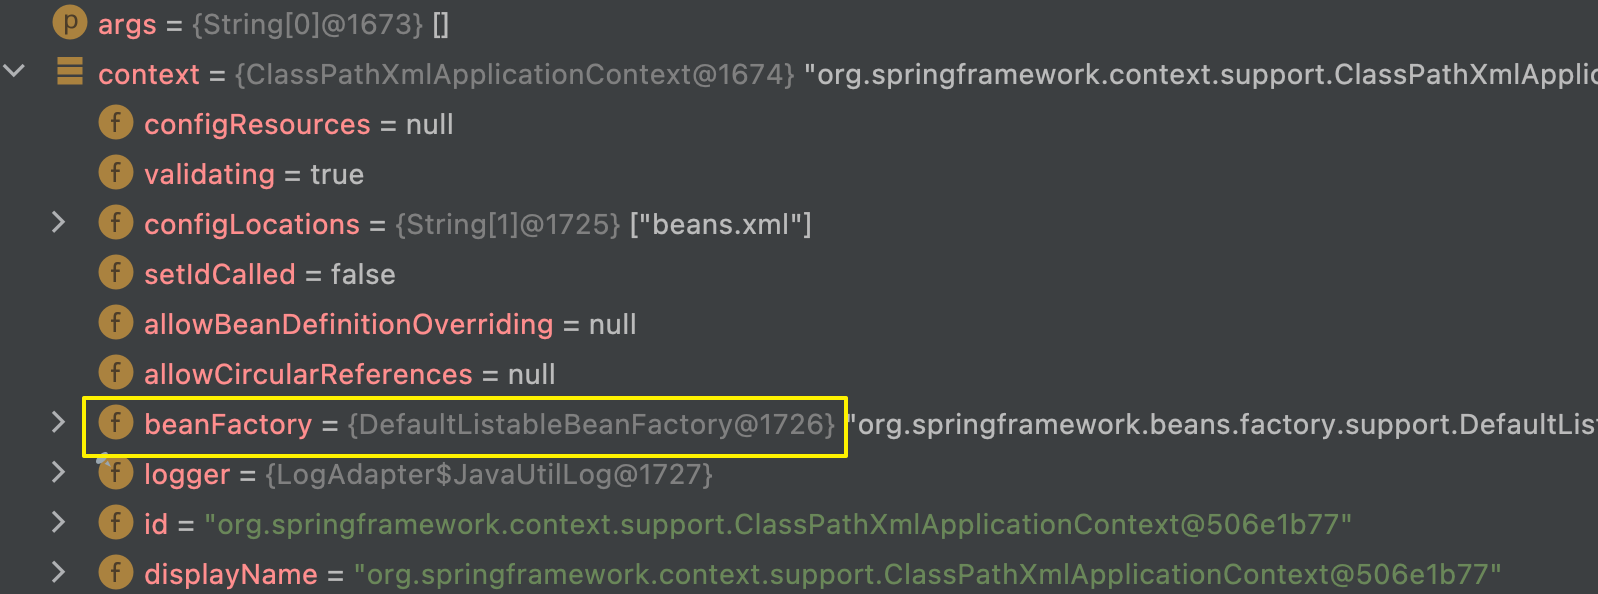 p args = {String[0]@1673} []
context = {ClassPathXmlApplicationContext@1674} "org.springframework.context.support.ClassPathXmlApplic
f configResources = null
f validating = true
f configLocations = {String[1]@1725} ["beans.xml"]
f setIdCalled = false
f allowBeanDefinitionOverriding = null
f allowCircularReferences = null
f beanFactory = {DefaultListableBeanFactory@1726} "org.springframework.beans.factory.support.DefaultLis
f logger = {LogAdapter$JavaUtilLog@1727}
f id = "org.springframework.context.support.ClassPathXmlApplicationContext@506e1b77"
f displayName = "org.springframework.context.support.ClassPathXmlApplicationContext@506e1b77"